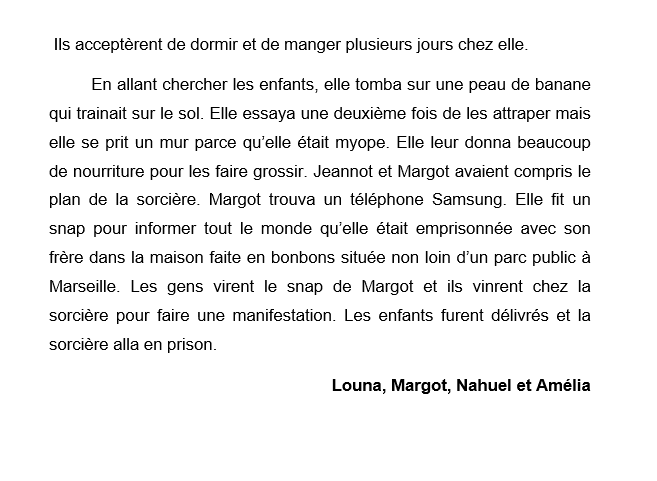 Ils acceptèrent de dormir et de manger plusieurs jours chez elle.
En allant chercher les enfants, elle tomba sur une peau de banane
qui trainait sur le sol. Elle essaya une deuxième fois de les attraper mais
elle se prit un mur parce qu’elle était myope. Elle leur donna beaucoup
de nourriture pour les faire grossir. Jeannot et Margot avaient compris le
plan de la sorcière. Margot trouva un téléphone Samsung. Elle fit un
snap pour informer tout le monde qu’elle était emprisonnée avec son
frère dans la maison faite en bonbons située non loin d’un parc public à
Marseille. Les gens virent le snap de Margot et ils vinrent chez la
sorcière pour faire une manifestation. Les enfants furent délivrés et la
sorcière alla en prison.
Louna, Margot, Nahuel et Amélia